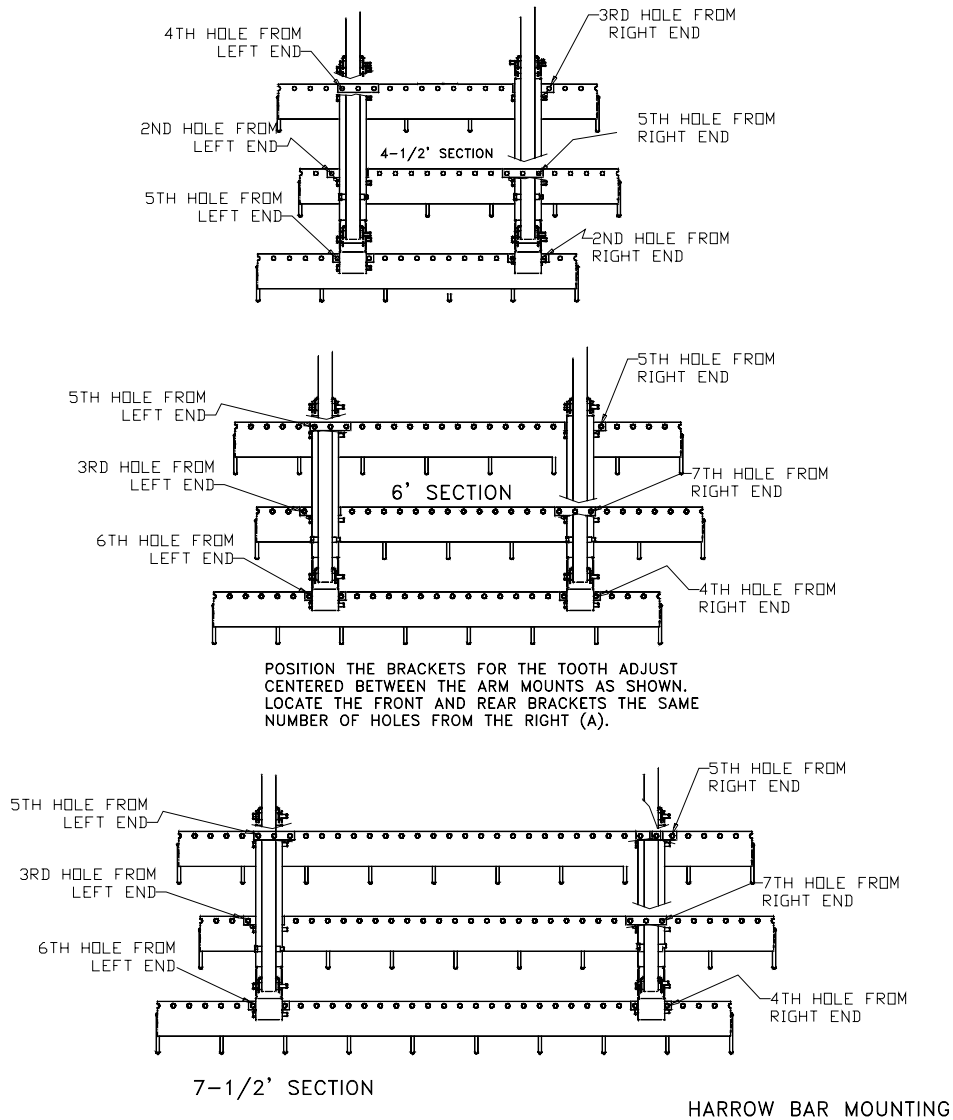 4TH HOLE FROM
LEFT END
3RD HOLE FROM
RIGHT END
2ND HOLE FROM
LEFT END
4-1/2' SECTION
5TH HOLE FROM
RIGHT END
5TH HOLE FROM
LEFT END
2ND HOLE FROM
RIGHT END
5TH HOLE FROM
LEFT END
5TH HOLE FROM
RIGHT END
3RD HOLE FROM
LEFT END
6' SECTION
7TH HOLE FROM
RIGHT END
6TH HOLE FROM
LEFT END
4TH HOLE FROM
RIGHT END
POSITION THE BRACKETS FOR THE TOOTH ADJUST
CENTERED BETWEEN THE ARM MOUNTS AS SHOWN.
LOCATE THE FRONT AND REAR BRACKETS THE SAME
NUMBER OF HOLES FROM THE RIGHT (A).
5TH HOLE FROM
LEFT END
5TH HOLE FROM
RIGHT END
3RD HOLE FROM
LEFT END
7TH HOLE FROM
RIGHT END
6TH HOLE FROM
LEFT END
4TH HOLE FROM
RIGHT END
7-1/2' SECTION
HARROW BAR MOUNTING